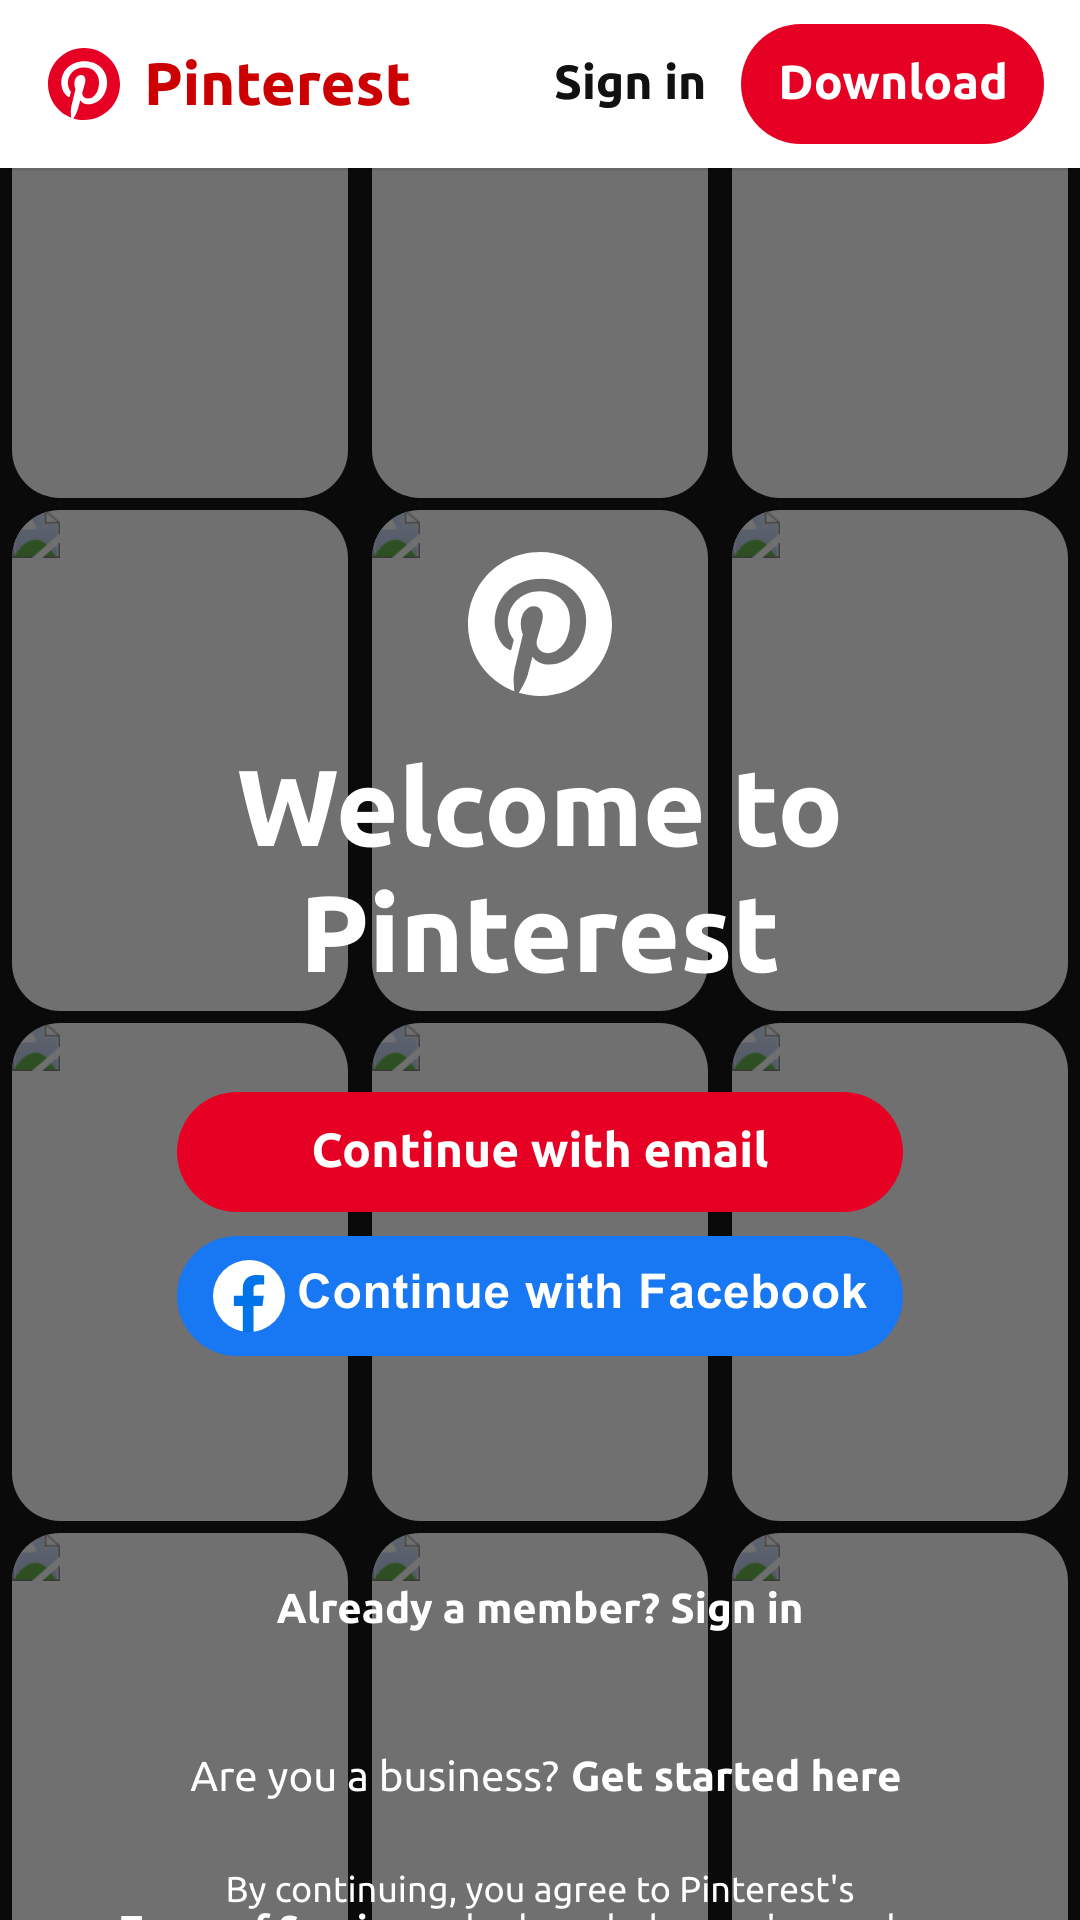 Pinterest
Sign in
Download
Welcome to
Pinterest
Continue with email
Continue with Facebook
Already a member? Sign in
Are you a business? Get started here
By continuing, you agree to Pinterest's